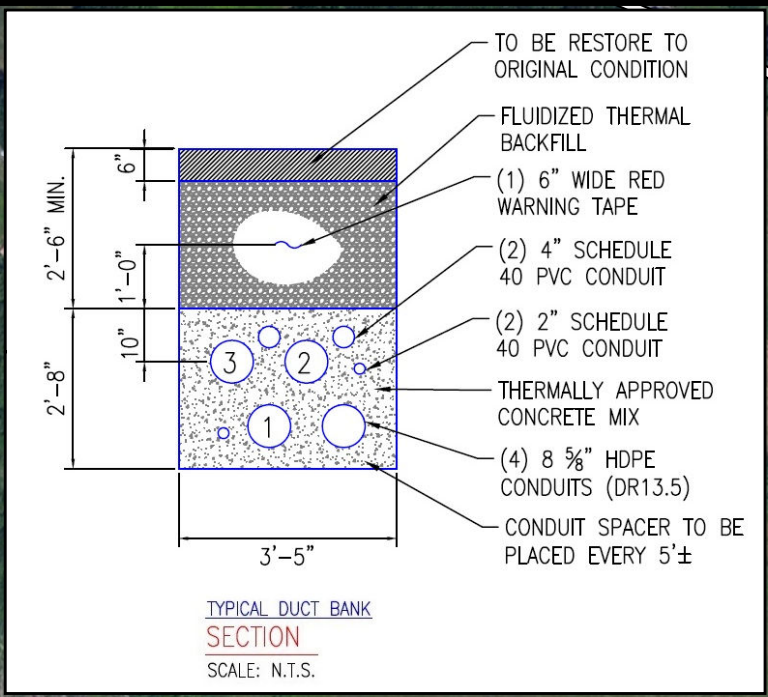 TO BE RESTORE TO
ORIGINAL CONDITION
FLUIDIZED THERMAL
BACKFILL
(1) 6" WIDE RED
WARNING TAPE
(2) 4" SCHEDULE
40 PVC CONDUIT
(2) 2" SCHEDULE
40 PVC CONDUIT
THERMALLY APPROVED
CONCRETE MIX
(4) 8 ⅝" HDPE
CONDUITS (DR13.5)
CONDUIT SPACER TO BE
PLACED EVERY 5'±
6"
2'-6" MIN.
1'-0"
10"
2'-8"
3
2
1
3'-5"
TYPICAL DUCT BANK
SECTION
SCALE: N.T.S.